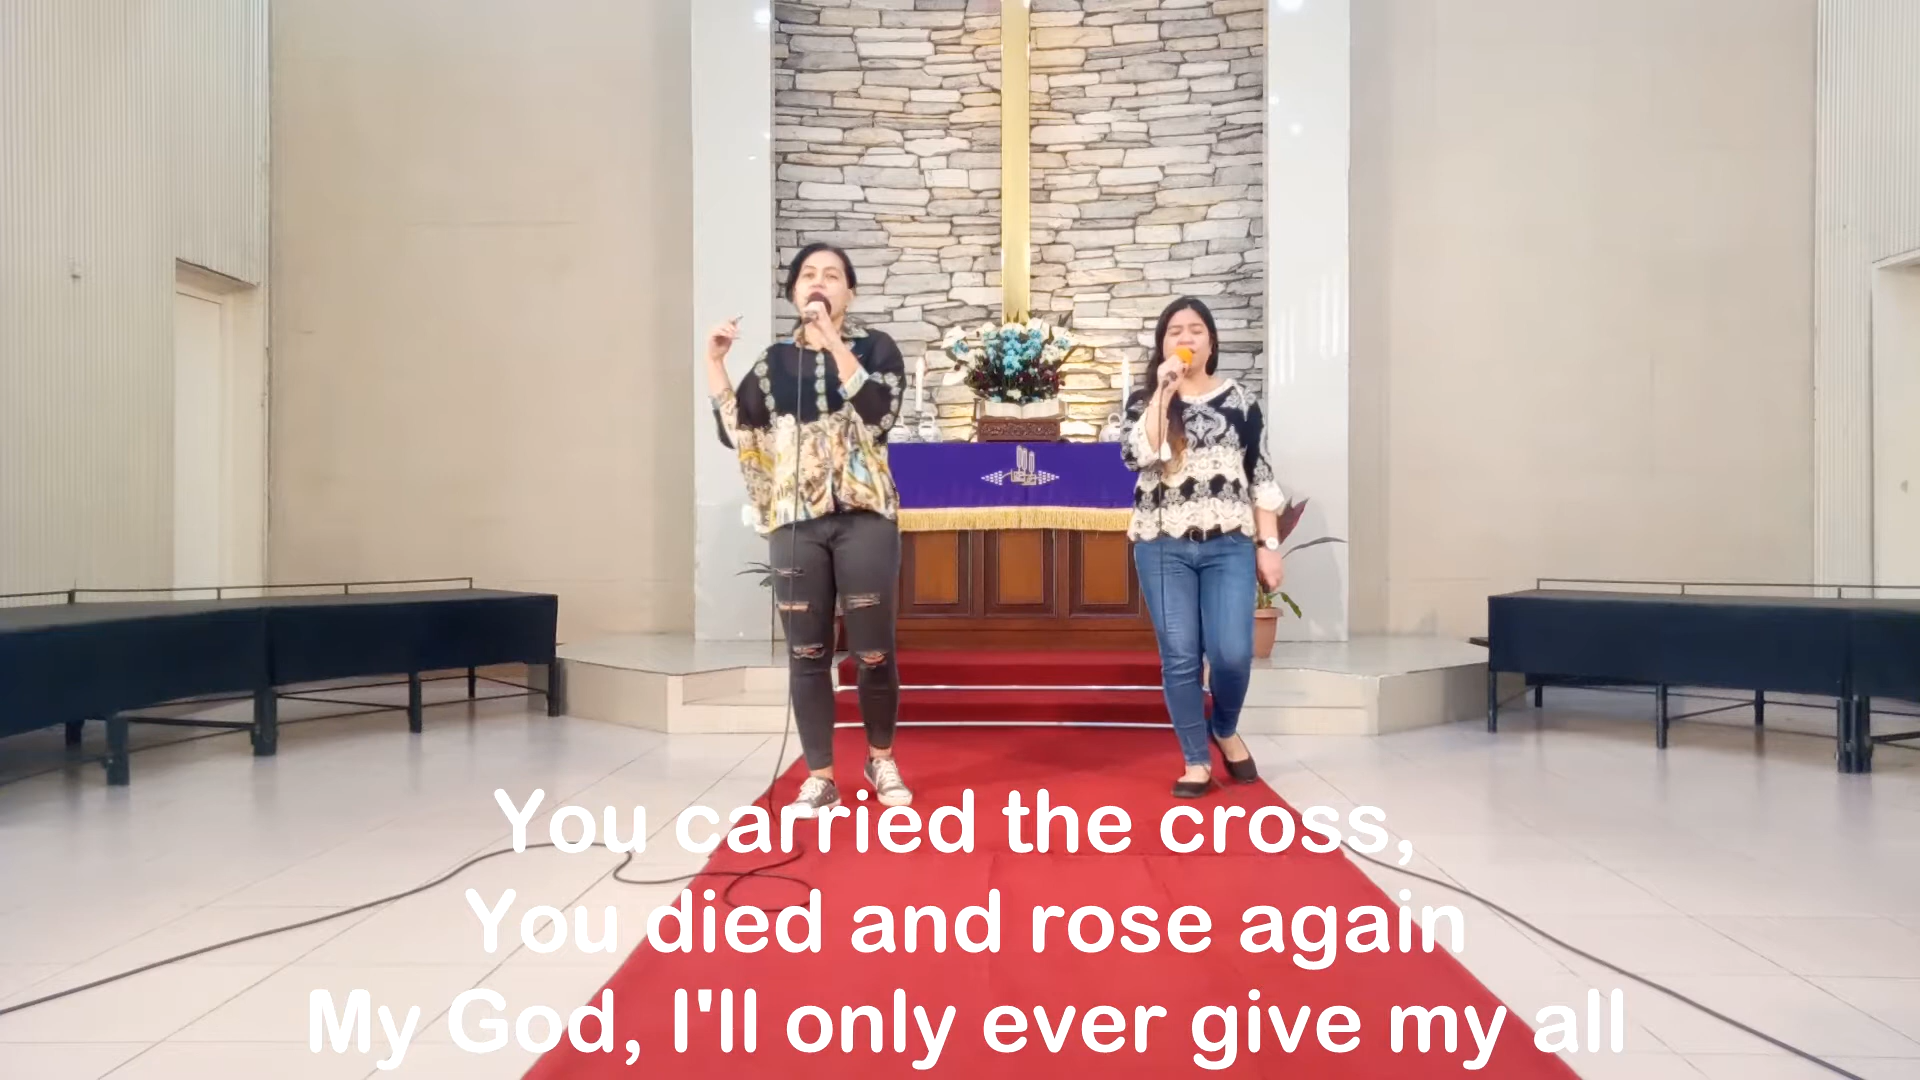 You carried the cross,
You died and rose again
My God, I'll only ever give my all